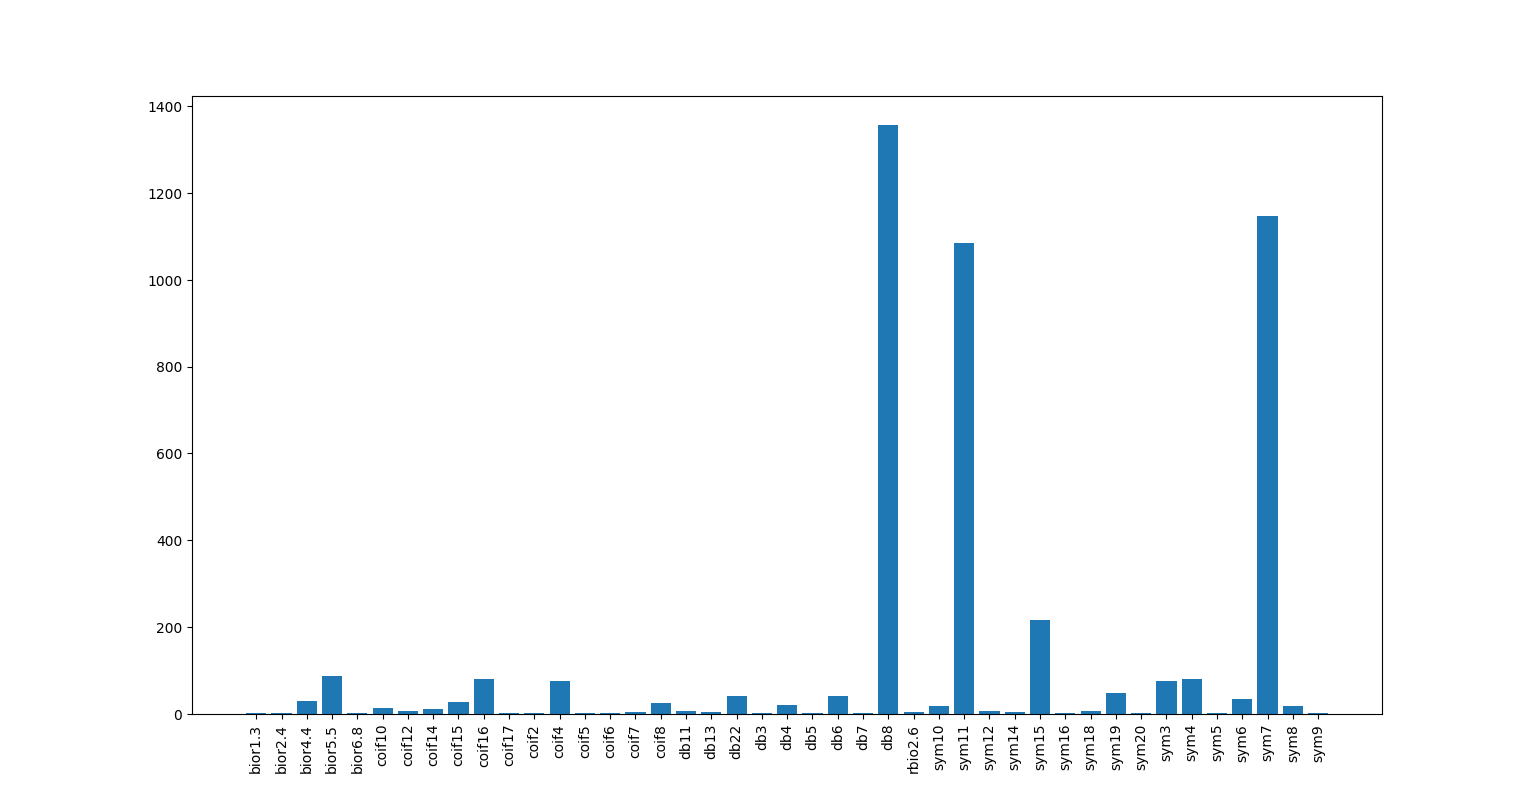 1400
1200
1000
800
600
400
200
0
bior1.3
bior2.4
bior4.4
bior5.5
bior6.8
coif10
coif12
coif14
coif15
coif16
coif17
coif2
coif4
coif5
coif6
coif7
coif8
db11
db13
db22
db3
db4
db5
db6
db7
db8
rbio2.6
sym10
sym11
sym12
sym14
sym15
sym16
sym18
sym19
sym20
sym3
sym4
sym5
sym6
sym7
sym8
sym9